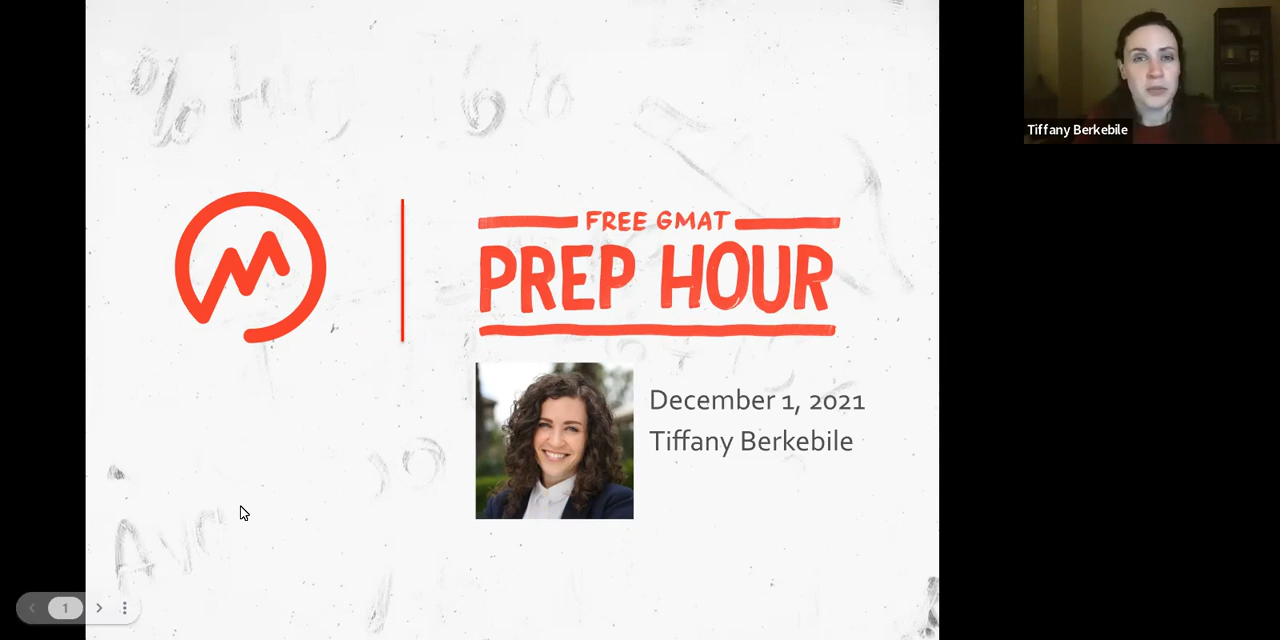 FREE GMAT
PREP HOUR
December 1, 2021
Tiffany Berkebile
Tiffany Berkebile
1